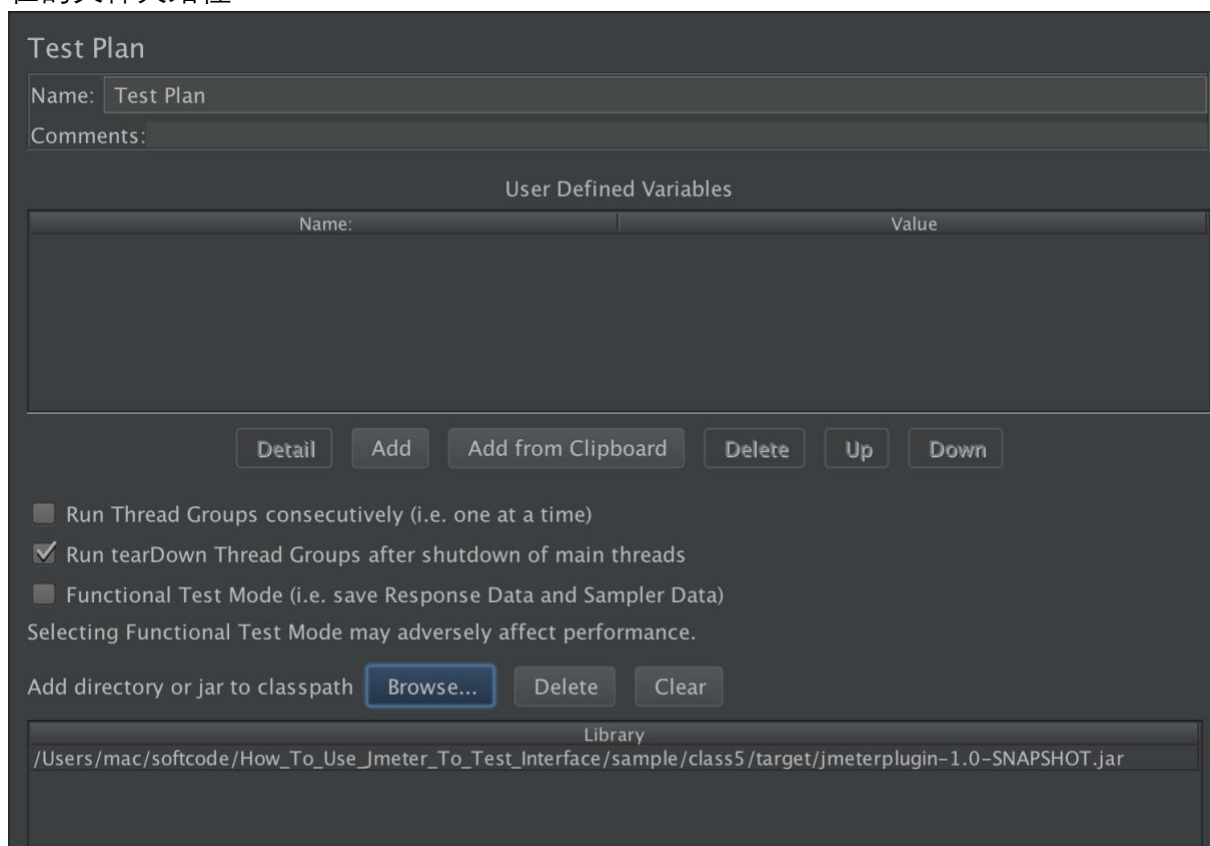 Test Plan
Name: Test Plan
Comments:
User Defined Variables
Name: Value
Detail Add Add from Clipboard Delete Up Down
Run Thread Groups consecutively (i.e. one at a time)
Run tearDown Thread Groups after shutdown of main threads
Functional Test Mode (i.e. save Response Data and Sampler Data)
Selecting Functional Test Mode may adversely affect performance.
Add directory or jar to classpath Browse... Delete Clear
Library
/Users/mac/softcode/How_To_Use_Jmeter_To_Test_Interface/sample/class5/target/jmeterplugin-1.0-SNAPSHOT.jar